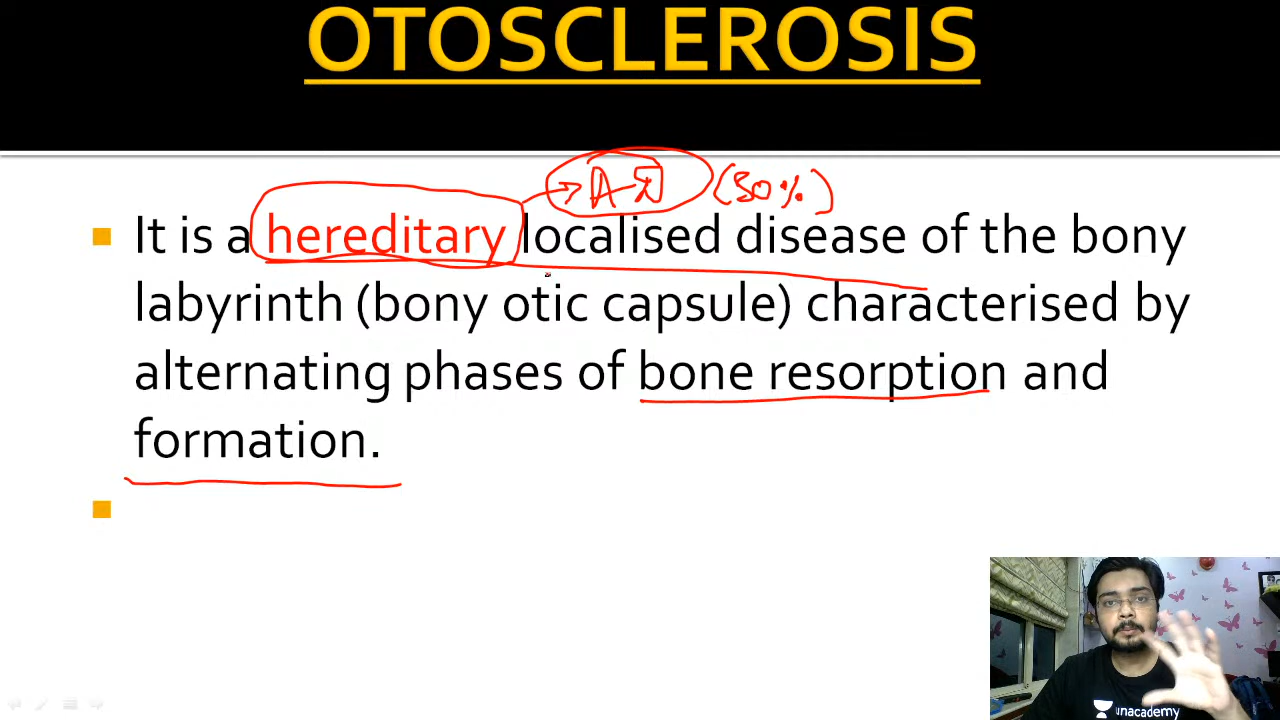 OTOSCLEROSIS
(50%)
It is a hereditary localised disease of the bony
labyrinth (bony otic capsule) characterised by
alternating phases of bone resorption and
formation.
unacademy